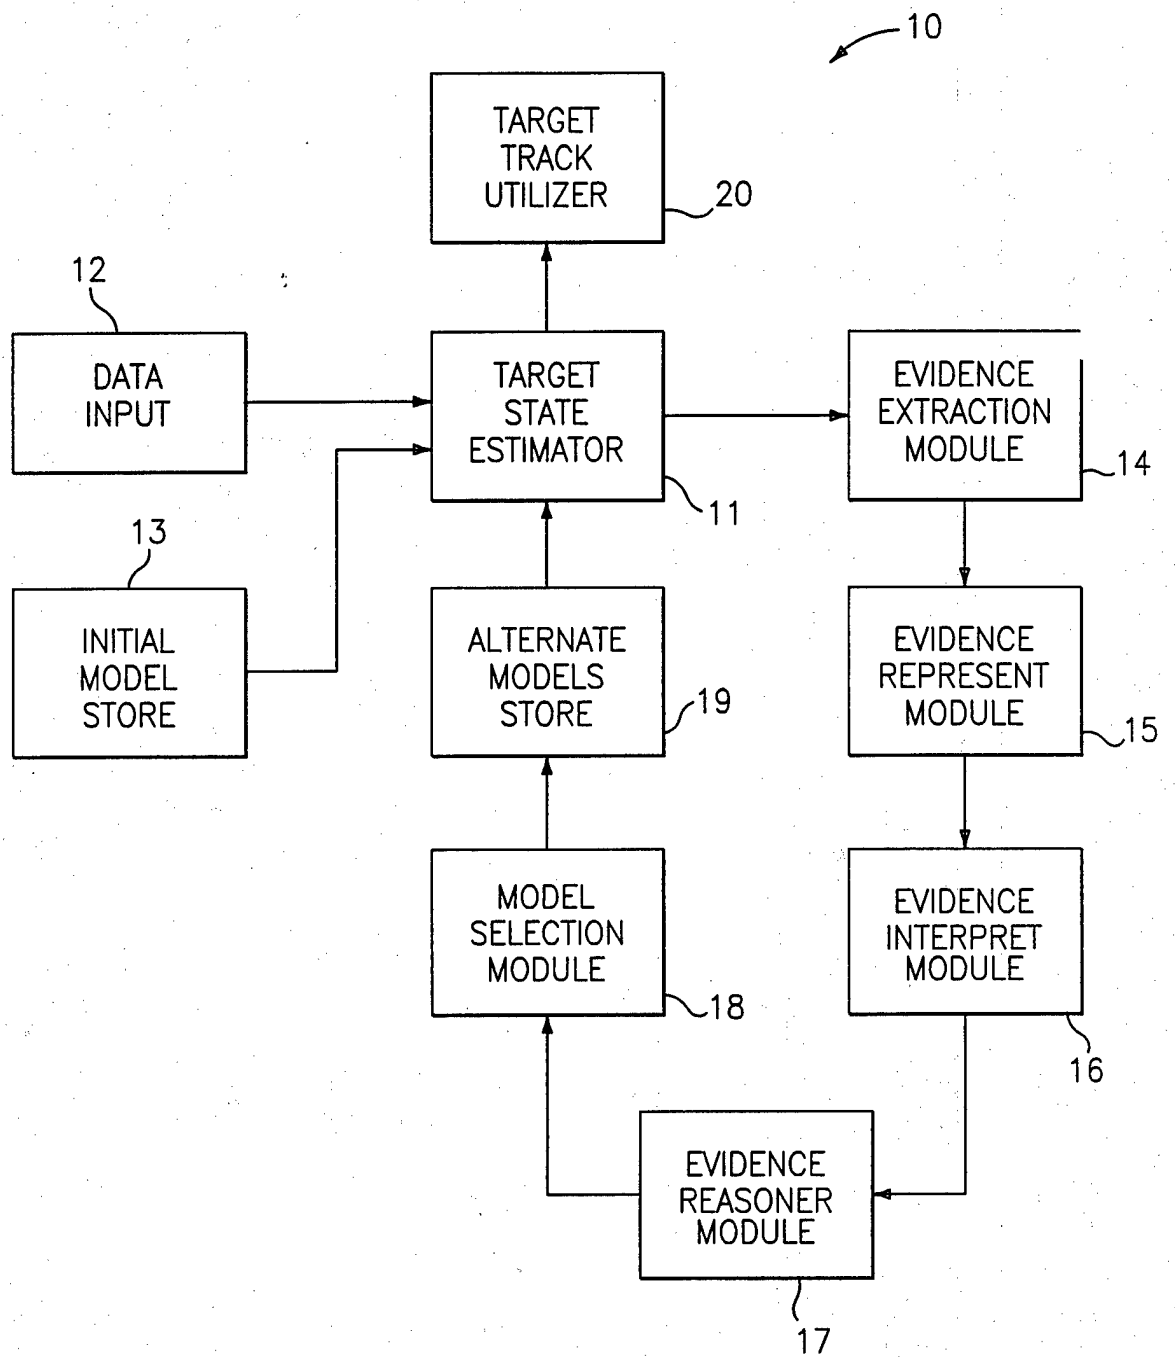 10
TARGET
TRACK
UTILIZER
20
12
DATA
INPUT
TARGET
STATE
ESTIMATOR
11
EVIDENCE
EXTRACTION
MODULE
14
13
INITIAL
MODEL
STORE
ALTERNATE
MODELS
STORE
19
EVIDENCE
REPRESENT
MODULE
15
MODEL
SELECTION
MODULE
18
EVIDENCE
INTERPRET
MODULE
16
EVIDENCE
REASONER
MODULE
17